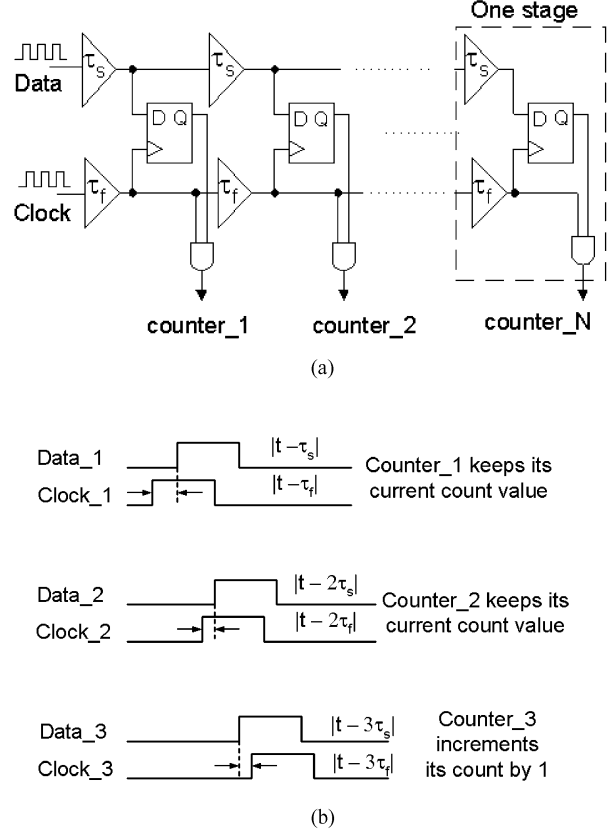 One stage
τs
τs
τs
Data
D Q
D Q
D Q
τf
τf
τf
Clock
counter_1
counter_2
counter_N
(a)
Data_1
|t −τs|
Clock_1
|t −τf|
Counter_1 keeps its
current count value
Data_2
|t − 2τs|
Clock_2
|t − 2τf|
Counter_2 keeps its
current count value
Data_3
|t − 3τs|
Clock_3
|t − 3τf|
Counter_3
increments
its count by 1
(b)